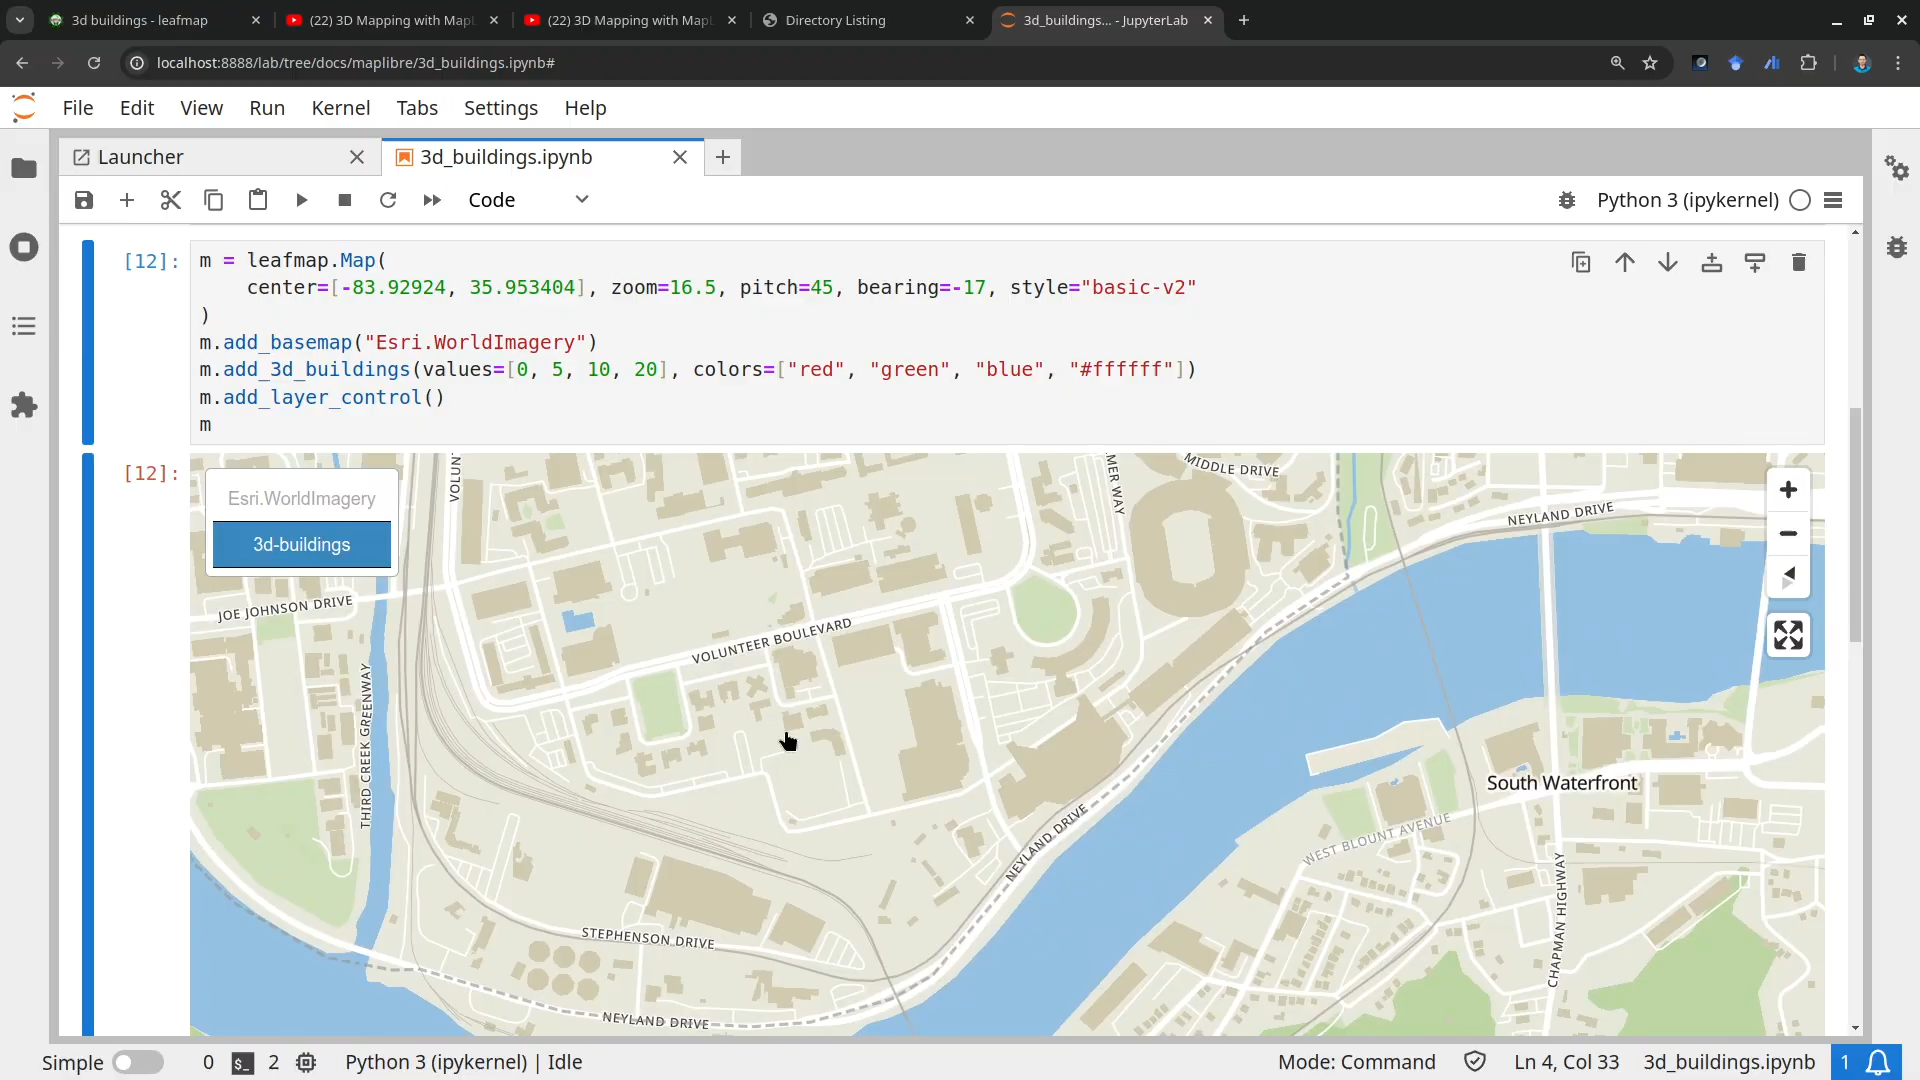 3d buildings - leafmap
(22) 3D Mapping with Mapl
(22) 3D Mapping with Mapl
Directory Listing
3d_buildings... - JupyterLab
localhost:8888/lab/tree/docs/maplibre/3d_buildings.ipynb#
File Edit View Run Kernel Tabs Settings Help
Launcher
3d_buildings.ipynb
Code
Python 3 (ipykernel)
[12]:
m = leafmap.Map(
center=[-83.92924, 35.953404], zoom=16.5, pitch=45, bearing=-17, style="basic-v2"
)
m.add_basemap("Esri.WorldImagery")
m.add_3d_buildings(values=[0, 5, 10, 20], colors=["red", "green", "blue", "#ffffff"])
m.add_layer_control()
m
[12]:
Esri.WorldImagery
3d-buildings
VOLUN
MER WAY
MIDDLE DRIVE
NEYLAND DRIVE
JOE JOHNSON DRIVE
VOLUNTEER BOULEVARD
THIRD CREEK GREENWAY
South Waterfront
NEYLAND DRIVE
WEST BLOUNT AVENUE
CHAPMAN HIGHWAY
STEPHENSON DRIVE
NEYLAND DRIVE
Simple
0
$_
2
Python 3 (ipykernel) | Idle
Mode: Command
Ln 4, Col 33
3d_buildings.ipynb
1